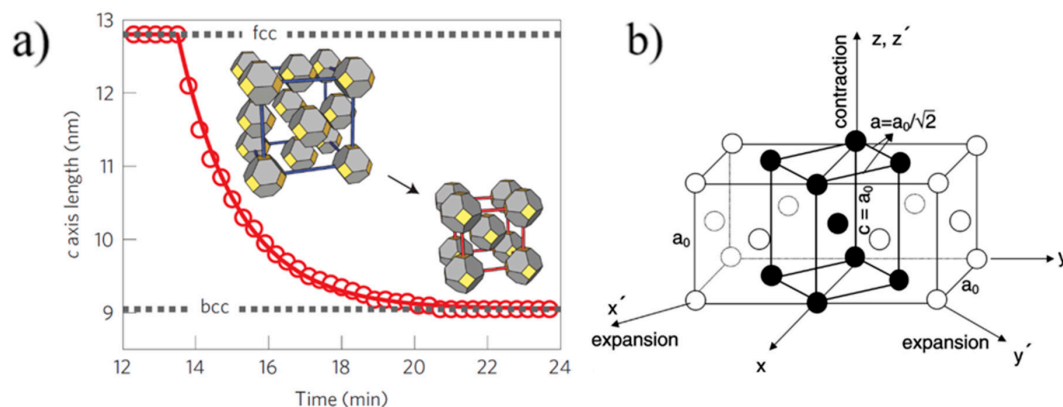 a)
13
12
11
10
9
c axis length (nm)
fcc
bcc
12
14
16
18
20
22
24
Time (min)
b)
z, z´
contraction
a=a₀/√2
c = a₀
a₀
a₀
y
x´
expansion
x
expansion
y´